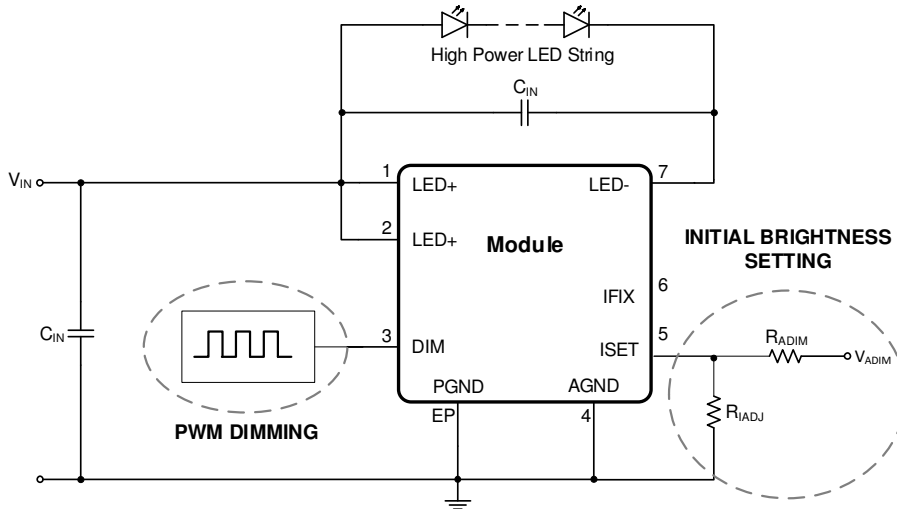 High Power LED String
C_IN
V_IN
1
LED+
LED-
7
2
LED+
Module
INITIAL BRIGHTNESS
SETTING
IFIX
6
C_IN
3
DIM
ISET
5
R_ADIM
V_ADIM
PGND
AGND
R_IADJ
EP
4
PWM DIMMING